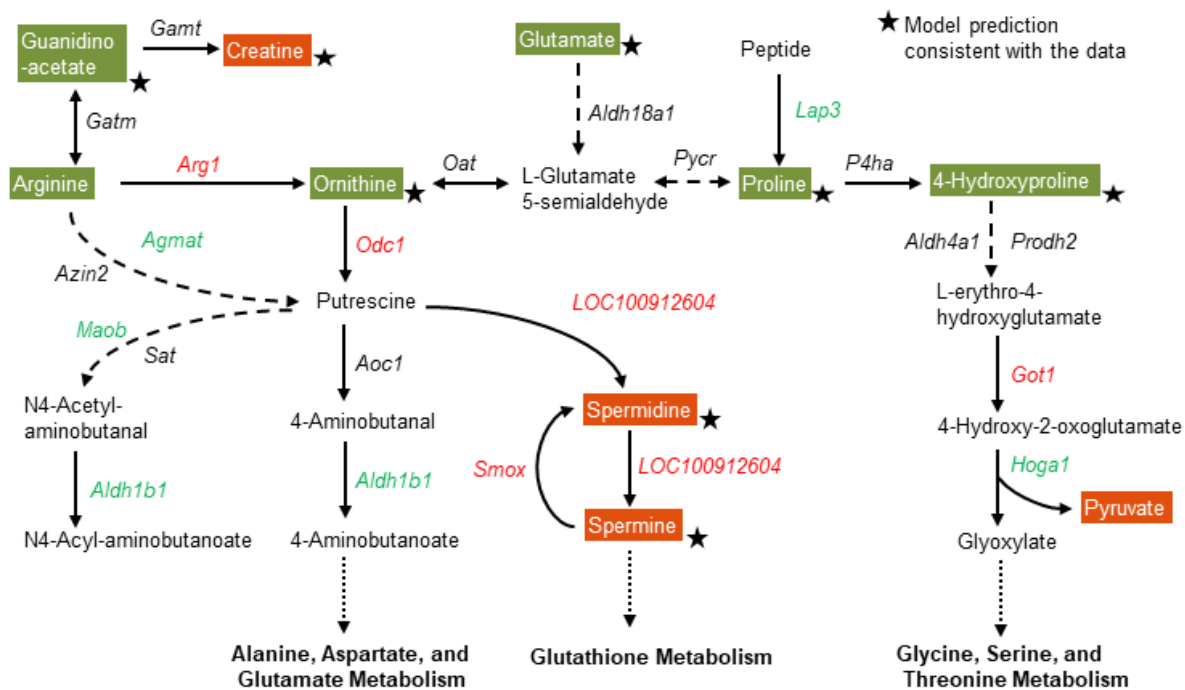 Guanidino
-acetate
Gamt
Creatine
Glutamate
Peptide
Model prediction
consistent with the data
Gatm
Aldh18a1
Lap3
Arginine
Arg1
Ornithine
Oat
L-Glutamate
5-semialdehyde
Pycr
Proline
P4ha
4-Hydroxyproline
Agmat
Azin2
Odc1
Aldh4a1
Prodh2
Putrescine
LOC100912604
L-erythro-4-
hydroxyglutamate
Maob
Sat
Aoc1
Got1
N4-Acetyl-
aminobutanal
4-Aminobutanal
Spermidine
4-Hydroxy-2-oxoglutamate
Aldh1b1
Aldh1b1
Smox
LOC100912604
Hoga1
Pyruvate
N4-Acyl-aminobutanoate
4-Aminobutanoate
Spermine
Glyoxylate
Alanine, Aspartate, and
Glutamate Metabolism
Glutathione Metabolism
Glycine, Serine, and
Threonine Metabolism